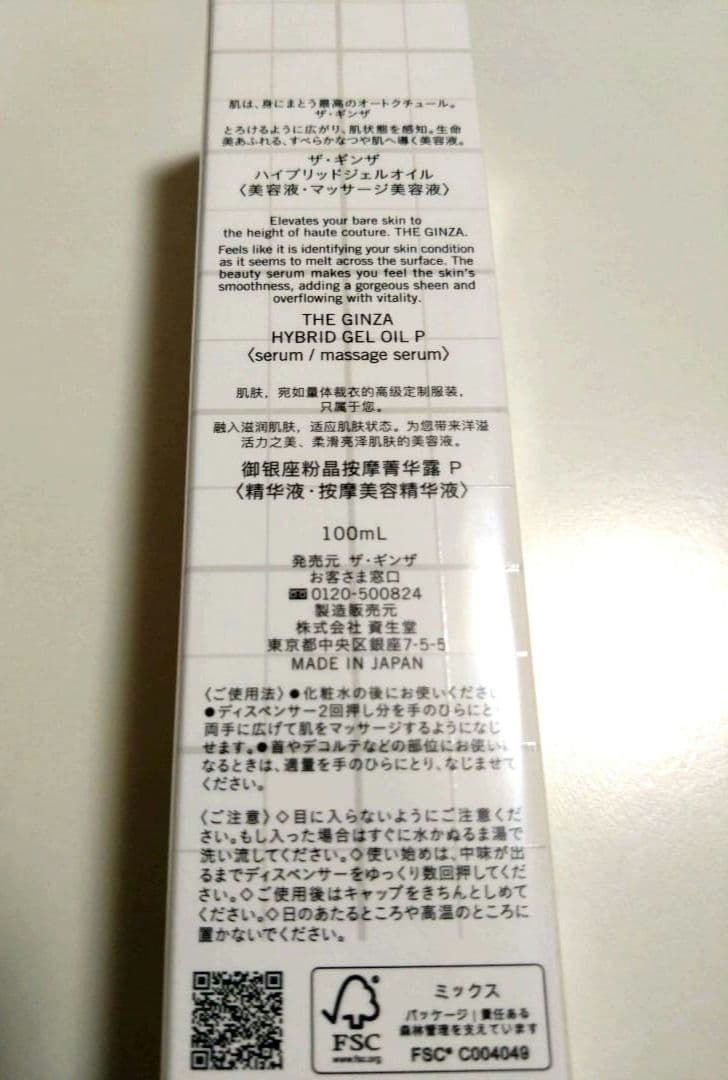 肌は、身にまとう最高のオートクチュール。
ザ・ギンザ
とろけるように広がり、肌状態を感知。生命
美あふれる、すべらかなつや肌へ導く美容液。
ザ・ギンザ
ハイブリッドジェルオイル
〈美容液・マッサージ美容液〉
Elevates your bare skin to
the height of haute couture. THE GINZA.
Feels like it is identifying your skin condition
as it seems to melt across the surface. The
beauty serum makes you feel the skin's
smoothness, adding a gorgeous sheen and
overflowing with vitality.
THE GINZA
HYBRID GEL OIL P
〈serum / massage serum〉
肌肤，宛如量体裁衣的高级定制服装，
只属于您。
融入滋润肌肤，适应肌肤状态。为您带来洋溢
活力之美、柔滑亮泽肌肤的美容液。
御银座粉晶按摩菁华露 P
〈精华液·按摩美容精华液〉
100mL
発売元 ザ・ギンザ
お客さま窓口
0120-500824
製造販売元
株式会社 資生堂
東京都中央区銀座7-5-5
MADE IN JAPAN
〈ご使用法〉●化粧水の後にお使いくださ
●ディスペンサー2回押し分を手のひらにと
両手に広げて肌をマッサージするようになじ
せます。●首やデコルテなどの部位にお使い
なるときは、適量を手のひらにとり、なじませて
ください。
〈ご注意〉◇目に入らないようにご注意くだ
さい。もし入った場合はすぐに水かぬるま湯で
洗い流してください。◇使い始めは、中味が出
るまでディスペンサーをゆっくり数回押してくだ
さい。◇ご使用後はキャップをきちんとしめて
ください。◇日のあたるところや高温のところに
置かないでください。
FSC
www.fsc.org
ミックス
パッケージ | 責任ある
森林管理を支えています
FSC® C004049